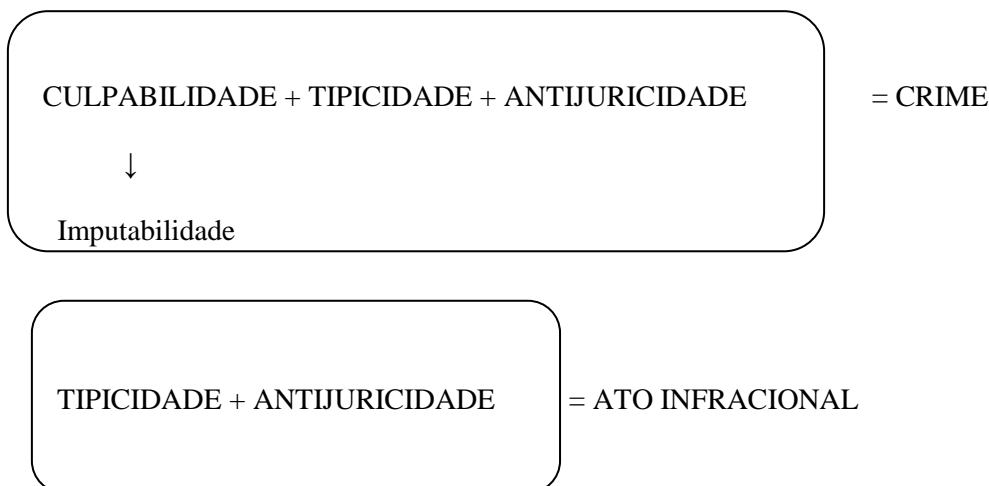 CULPABILIDADE + TIPICIDADE + ANTIJURICIDADE = CRIME
↓
Imputabilidade
TIPICIDADE + ANTIJURICIDADE = ATO INFRACIONAL